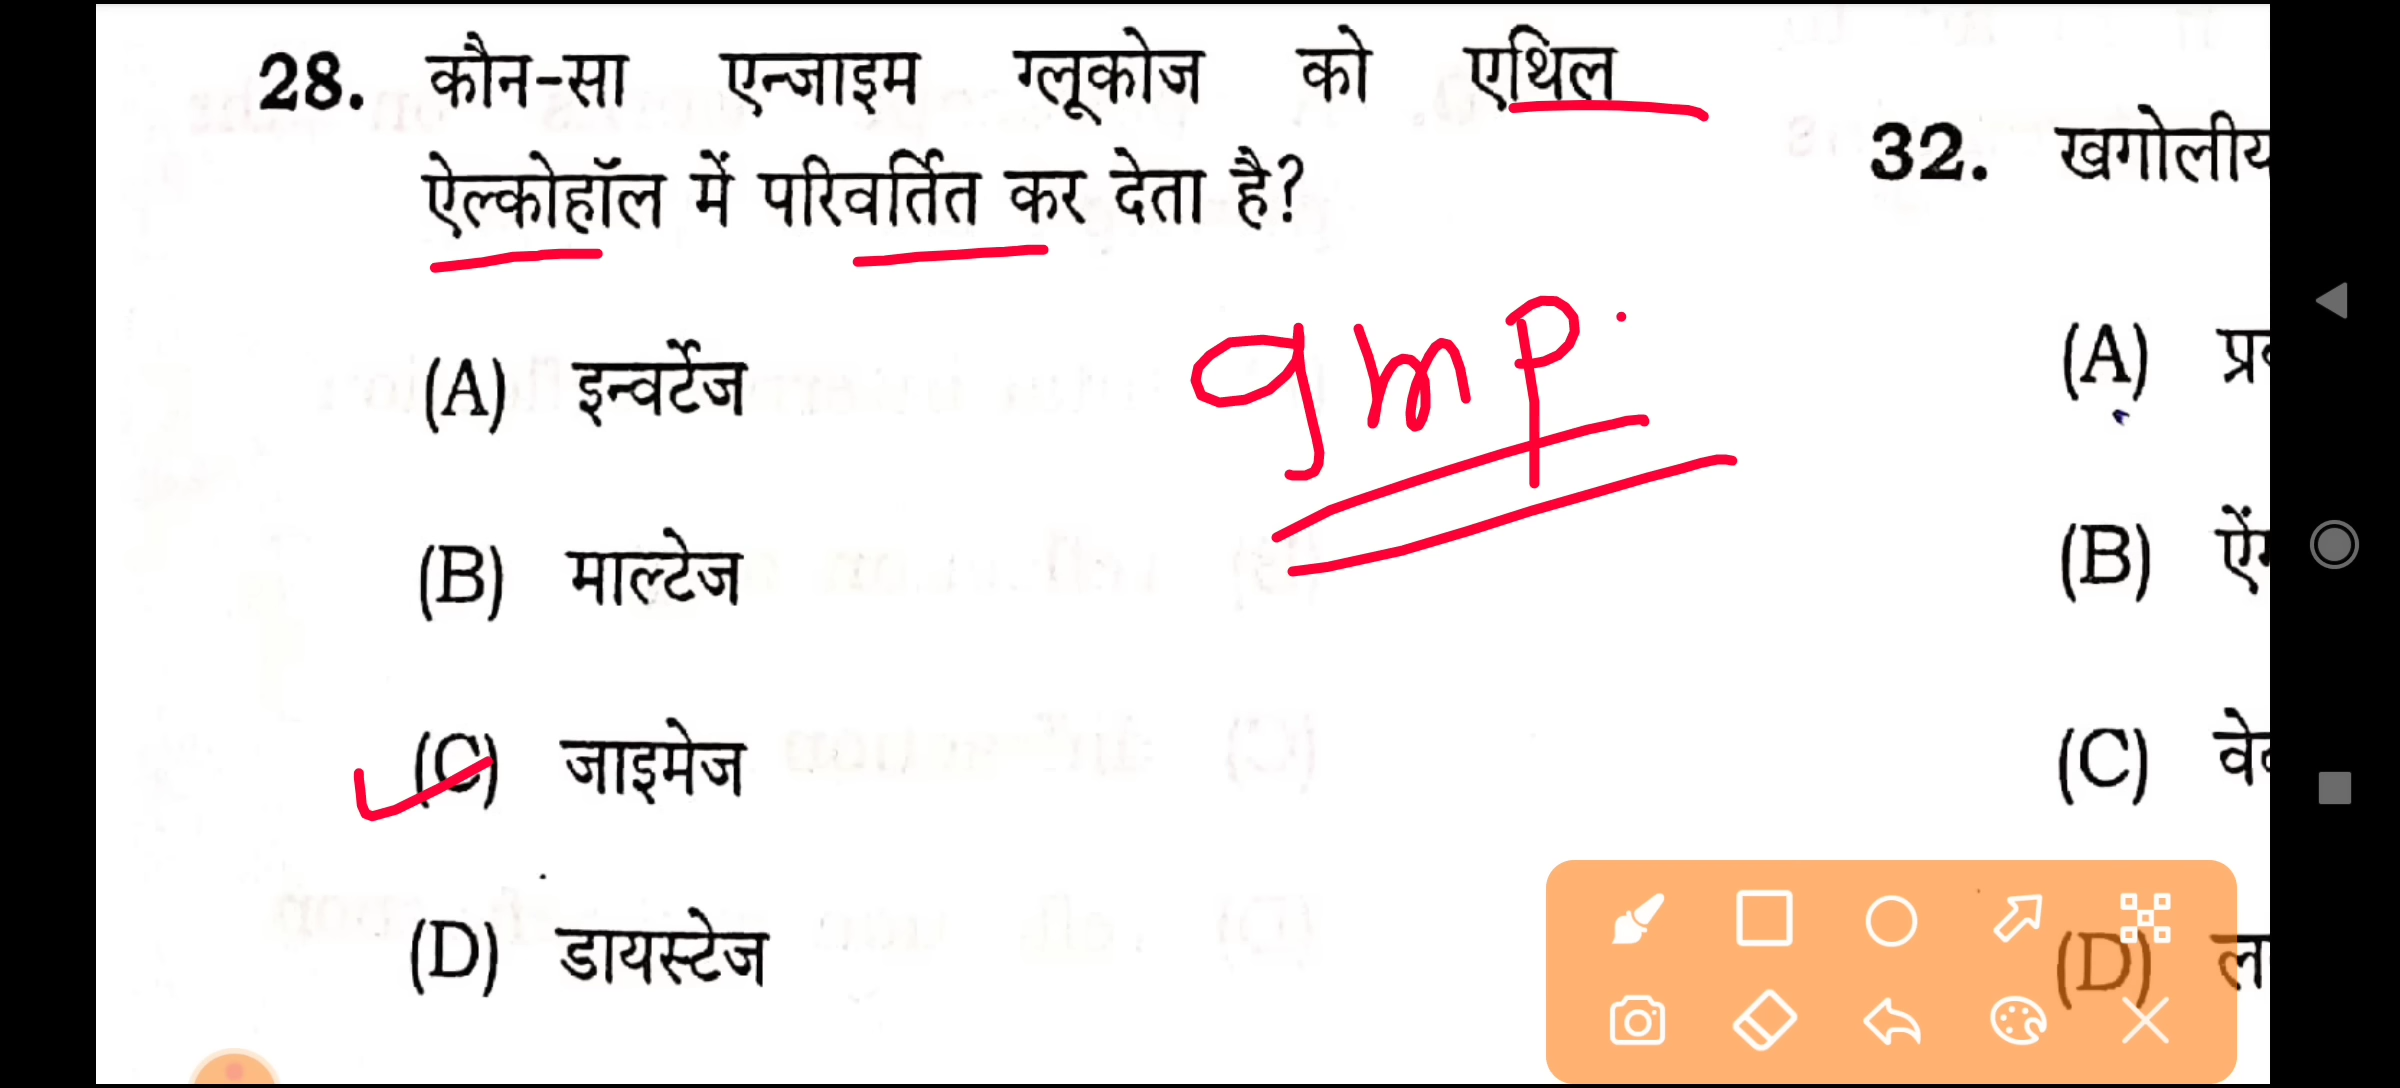 28. कौन-सा एन्जाइम ग्लूकोज को एथिल
ऐल्कोहॉल में परिवर्तित कर देता है?
(A) इन्वर्टेज
(B) माल्टेज
(C) जाइमेज
(D) डायस्टेज
Imp.
32. खगोलीय
(A)
(B)
(C)
(D)